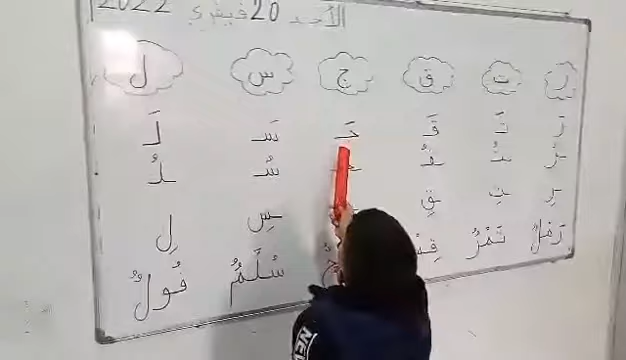 الأحد 20 فيفري 2022
ر ت ق ج س ل
رَ تَ قَ جَ سَ لَ
رُ تُ قُ سُ لُ
رِ تِ قِ سِ لِ
رَمْلٌ تَمْرٌ سُلَّمٌ فُولٌ